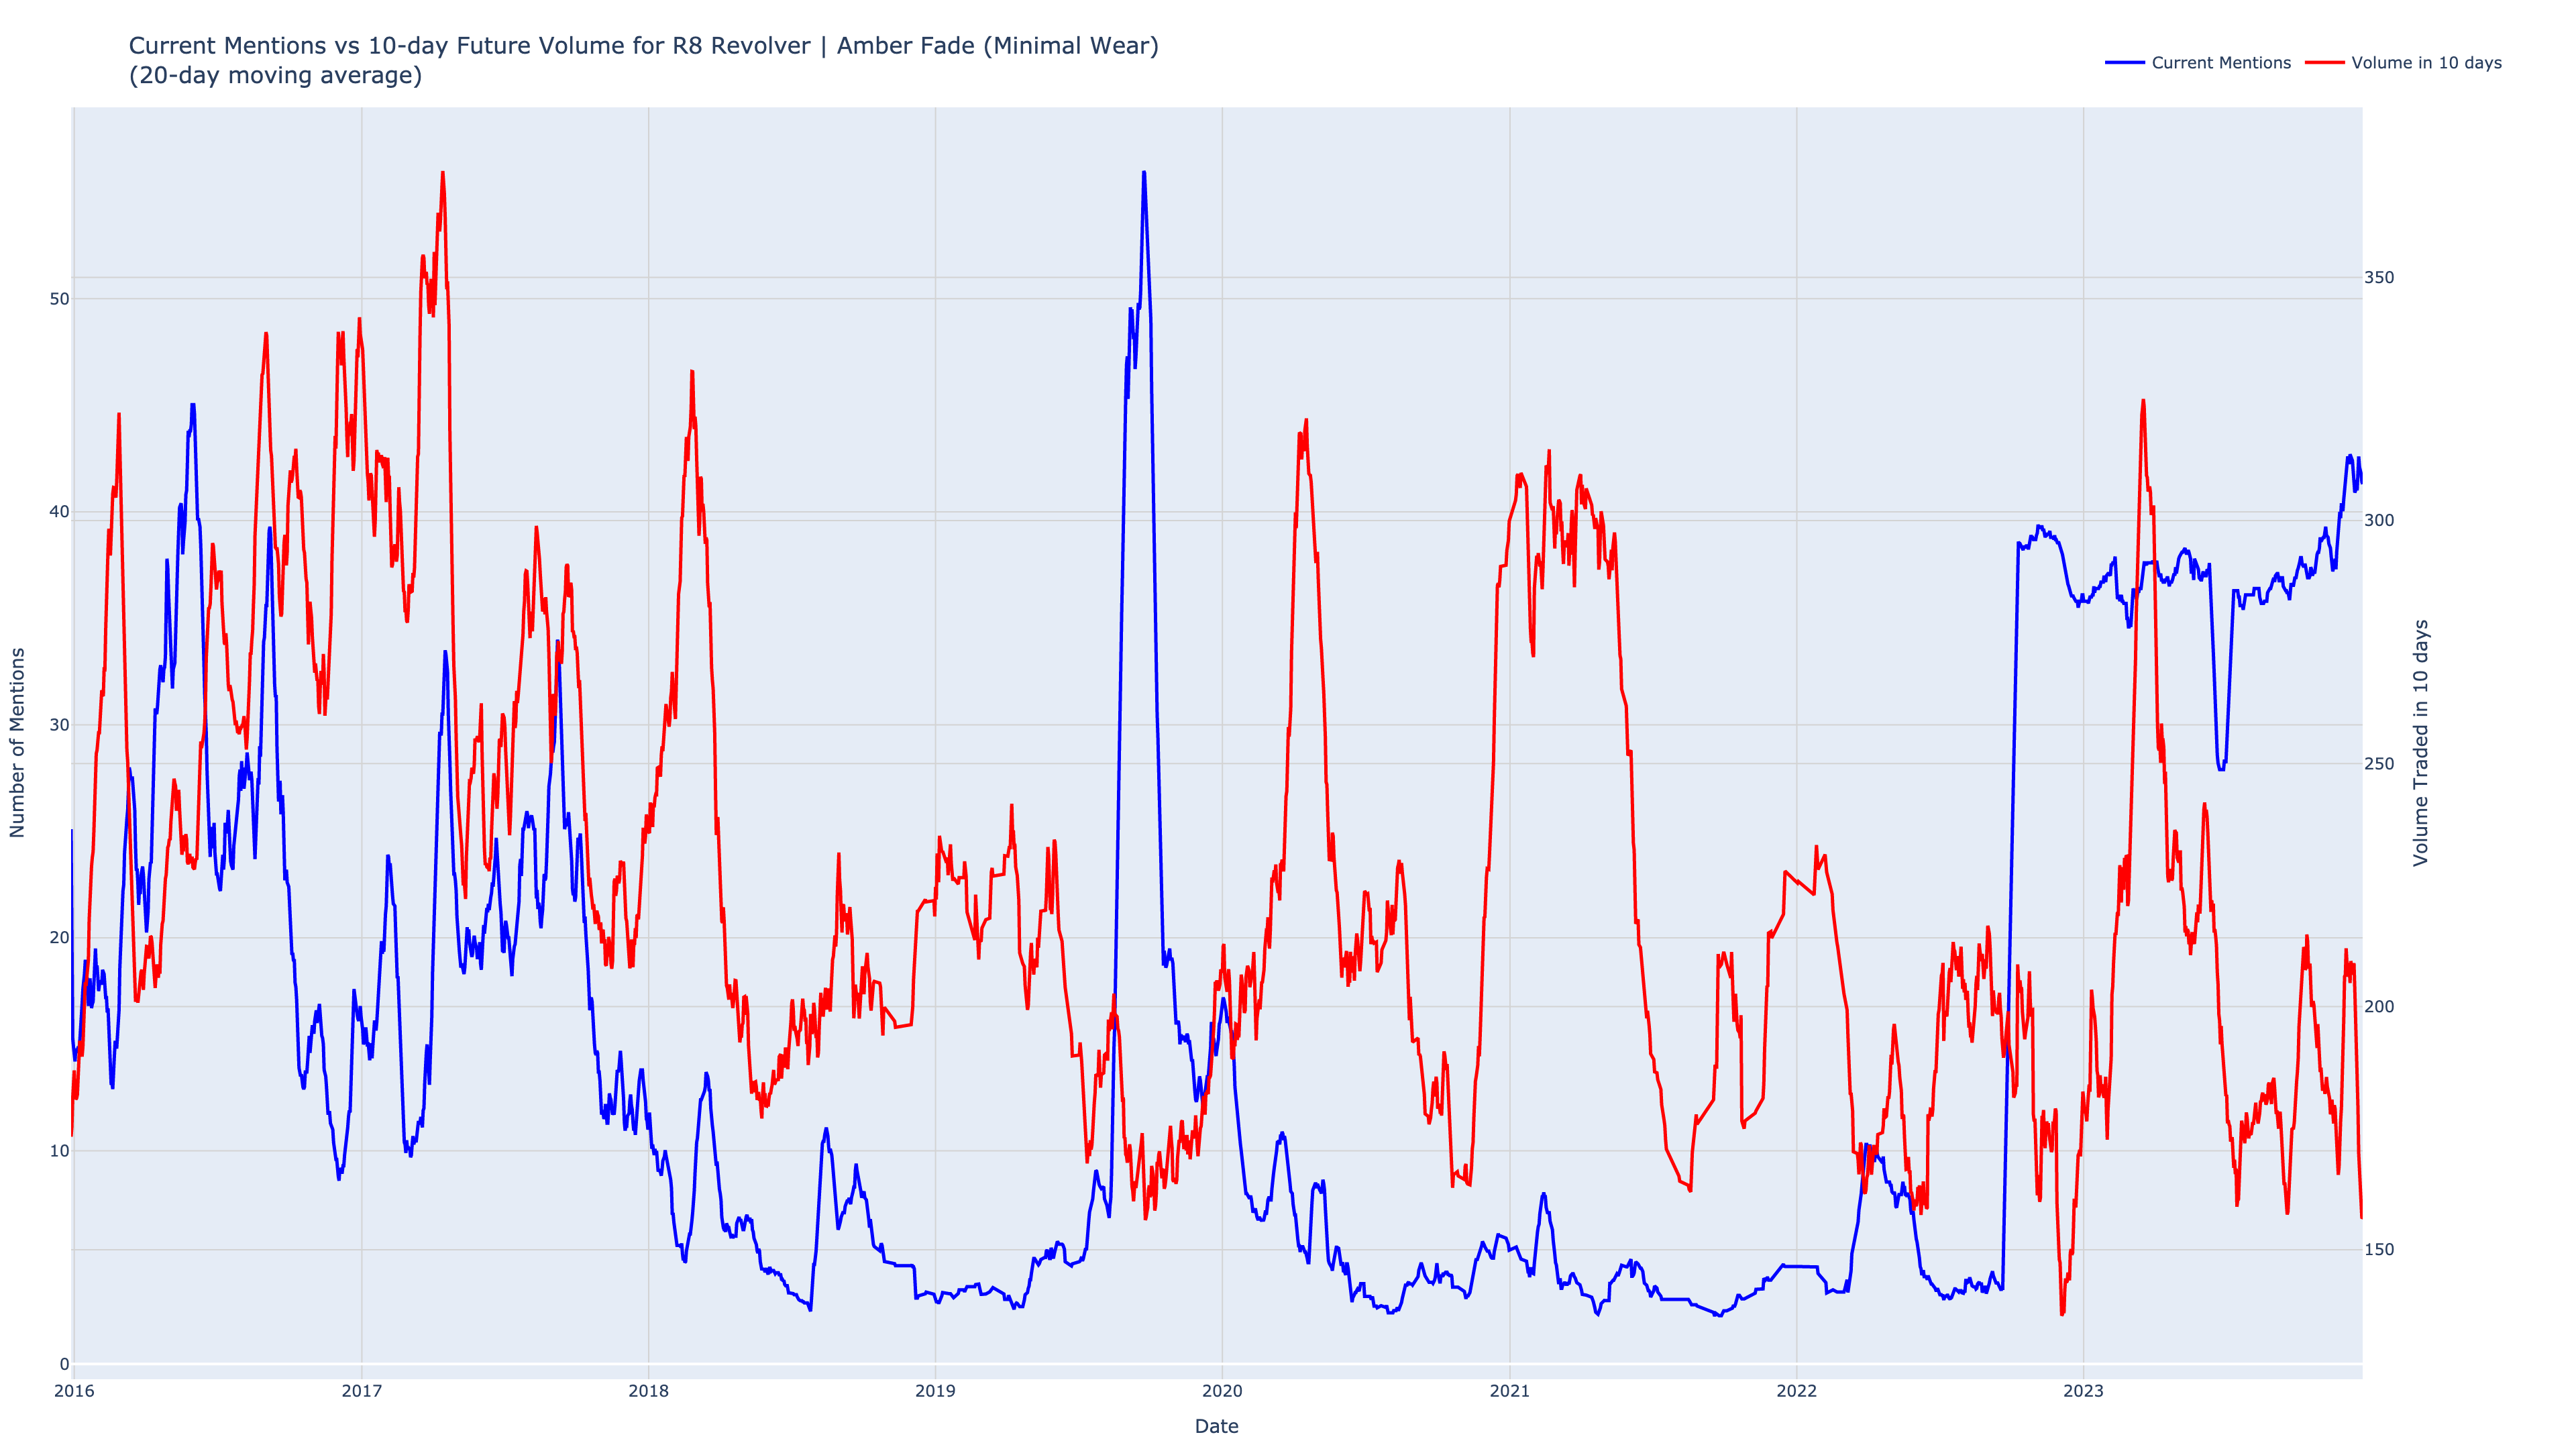 Current Mentions vs 10-day Future Volume for R8 Revolver | Amber Fade (Minimal Wear)
(20-day moving average)
Current Mentions
Volume in 10 days
Number of Mentions
50
40
30
20
10
0
350
300
250
200
150
Volume Traded in 10 days
2016
2017
2018
2019
2020
2021
2022
2023
Date